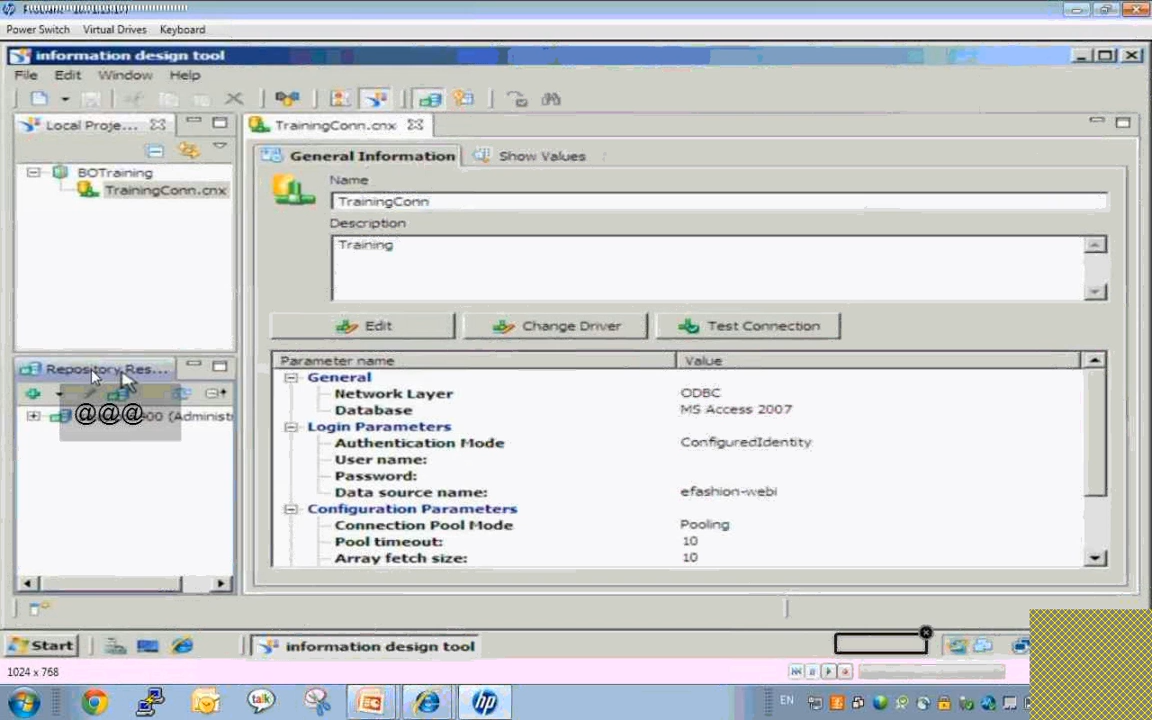 Power Switch Virtual Drives Keyboard
information design tool
File Edit Window Help
Local Proje... TrainingConn.cnx
BOTraining
TrainingConn.cnx
General Information Show Values
Name
TrainingConn
Description
Training
Edit Change Driver Test Connection
Repository Res...
@@@ 00 (Administ
Parameter name Value
General
Network Layer ODBC
Database MS Access 2007
Login Parameters
Authentication Mode ConfiguredIdentity
User name:
Password:
Data source name: efashion-webi
Configuration Parameters
Connection Pool Mode Pooling
Pool timeout: 10
Array fetch size: 10
Start information design tool
1024 x 768
talk hp EN